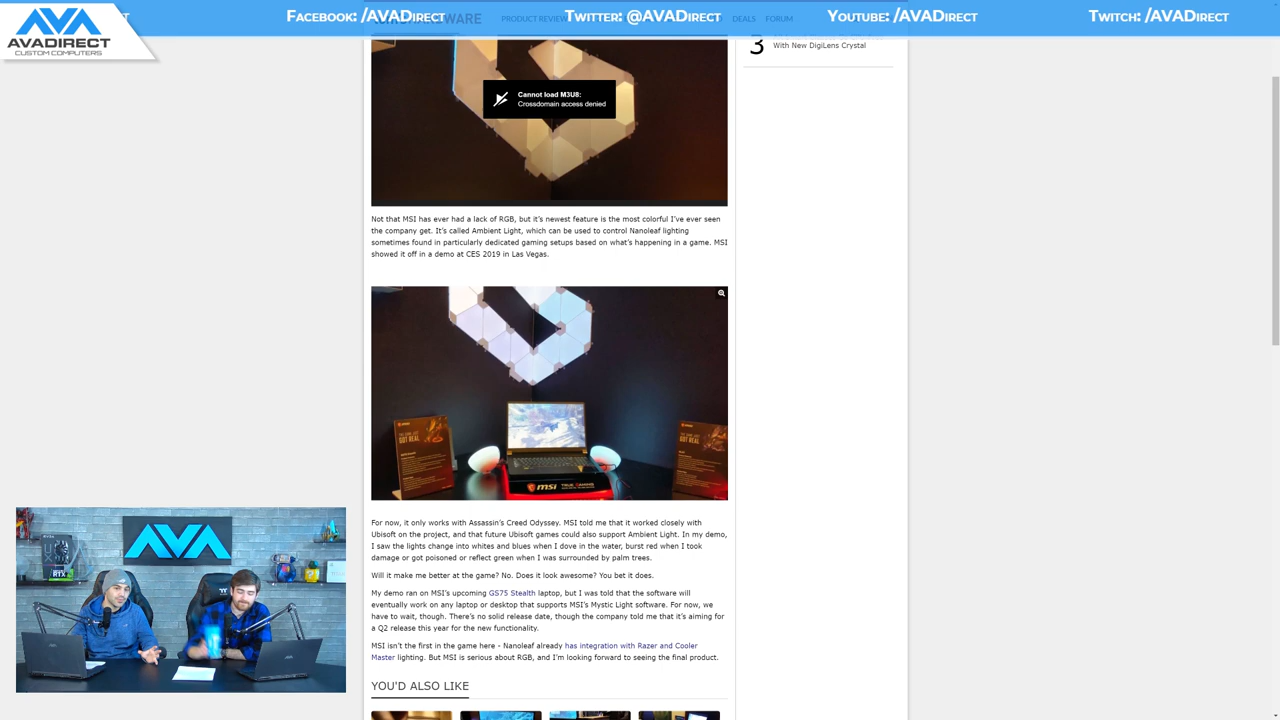 FACEBOOK: /AVADIRECT
TWITTER: @AVADIRECT
YOUTUBE: /AVADIRECT
TWITCH: /AVADIRECT
AVADIRECT
CUSTOM COMPUTERS
PRODUCT REVIEW
DEALS
FORUM
3
With New DigiLens Crystal
Cannot load M3U8:
Crossdomain access denied
Not that MSI has ever had a lack of RGB, but it's newest feature is the most colorful I've ever seen
the company get. It's called Ambient Light, which can be used to control Nanoleaf lighting
sometimes found in particularly dedicated gaming setups based on what's happening in a game. MSI
showed it off in a demo at CES 2019 in Las Vegas.
GOT REAL
GOT REAL
msi
TRUE GAMING
For now, it only works with Assassin's Creed Odyssey. MSI told me that it worked closely with
Ubisoft on the project, and that future Ubisoft games could also support Ambient Light. In my demo,
I saw the lights change into whites and blues when I dove in the water, burst red when I took
damage or got poisoned or reflect green when I was surrounded by palm trees.
Will it make me better at the game? No. Does it look awesome? You bet it does.
My demo ran on MSI's upcoming GS75 Stealth laptop, but I was told that the software will
eventually work on any laptop or desktop that supports MSI's Mystic Light software. For now, we
have to wait, though. There's no solid release date, though the company told me that it's aiming for
a Q2 release this year for the new functionality.
MSI isn't the first in the game here - Nanoleaf already has integration with Razer and Cooler
Master lighting. But MSI is serious about RGB, and I'm looking forward to seeing the final product.
YOU'D ALSO LIKE